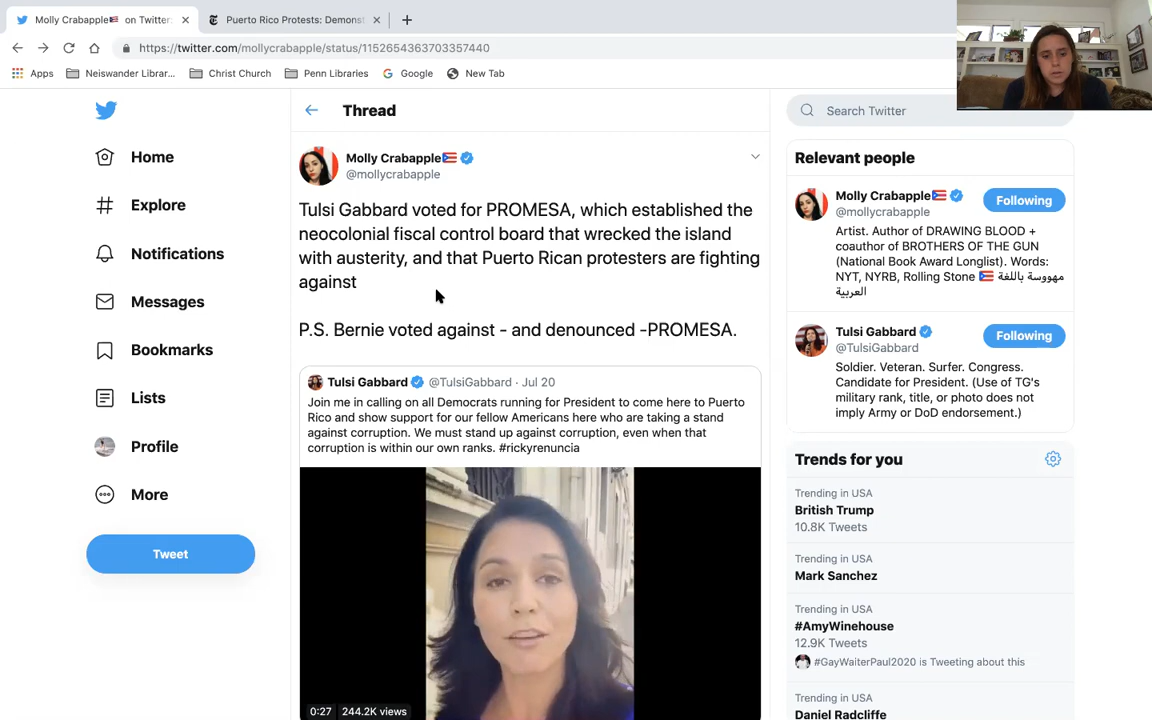 Molly Crabapple🇵🇷 on Twitter:
Puerto Rico Protests: Demonst
https://twitter.com/mollycrabapple/status/1152654363703357440
Apps
Neiswander Librar...
Christ Church
Penn Libraries
Google
New Tab
Home
Explore
Notifications
Messages
Bookmarks
Lists
Profile
More
Tweet
Thread
Molly Crabapple🇵🇷
@mollycrabapple
Tulsi Gabbard voted for PROMESA, which established the
neocolonial fiscal control board that wrecked the island
with austerity, and that Puerto Rican protesters are fighting
against
P.S. Bernie voted against - and denounced -PROMESA.
Tulsi Gabbard @TulsiGabbard · Jul 20
Join me in calling on all Democrats running for President to come here to Puerto
Rico and show support for our fellow Americans here who are taking a stand
against corruption. We must stand up against corruption, even when that
corruption is within our own ranks. #rickyrenuncia
0:27 244.2K views
Search Twitter
Relevant people
Molly Crabapple🇵🇷
@mollycrabapple
Following
Artist. Author of DRAWING BLOOD +
coauthor of BROTHERS OF THE GUN
(National Book Award Longlist). Words:
NYT, NYRB, Rolling Stone 🇵🇷 مهووسة باللغة
العربية
Tulsi Gabbard
@TulsiGabbard
Following
Soldier. Veteran. Surfer. Congress.
Candidate for President. (Use of TG's
military rank, title, or photo does not
imply Army or DoD endorsement.)
Trends for you
Trending in USA
British Trump
10.8K Tweets
Trending in USA
Mark Sanchez
Trending in USA
#AmyWinehouse
12.9K Tweets
#GayWaiterPaul2020 is Tweeting about this
Trending in USA
Daniel Radcliffe